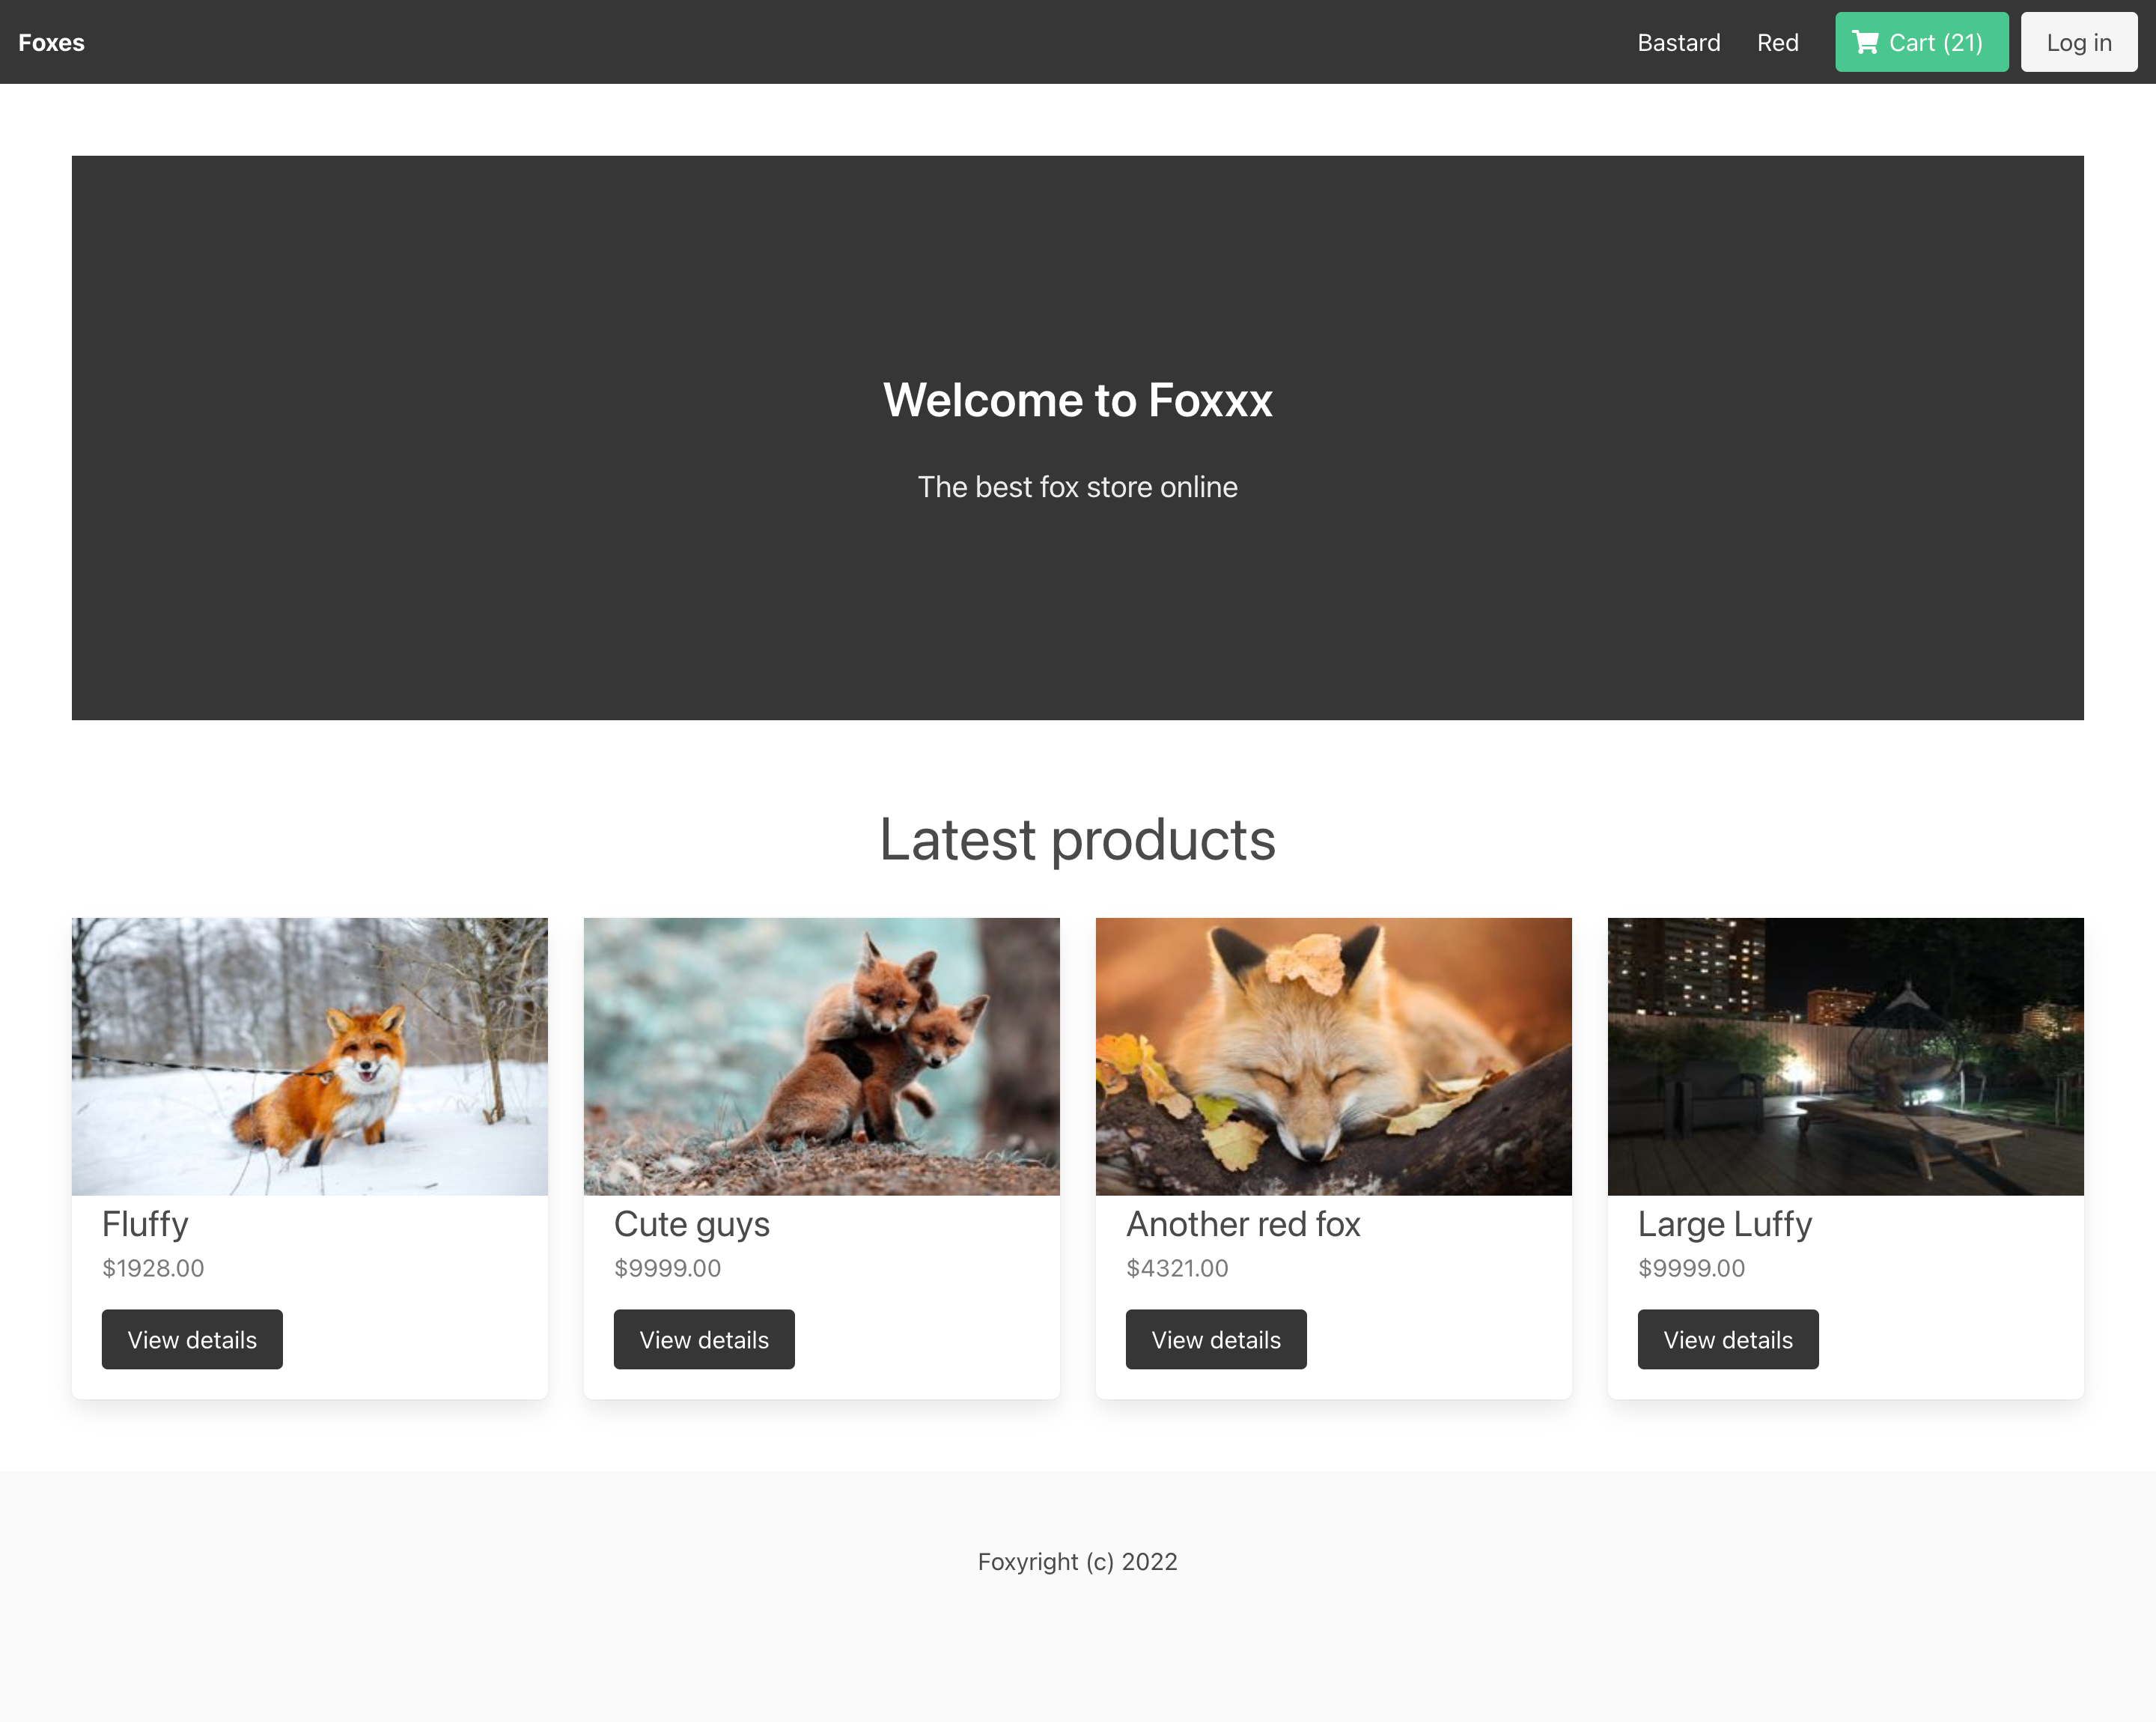 Foxes
Bastard
Red
Cart (21)
Log in
Welcome to Foxxx
The best fox store online
Latest products
Fluffy
$1928.00
View details
Cute guys
$9999.00
View details
Another red fox
$4321.00
View details
Large Luffy
$9999.00
View details
Foxyright (c) 2022